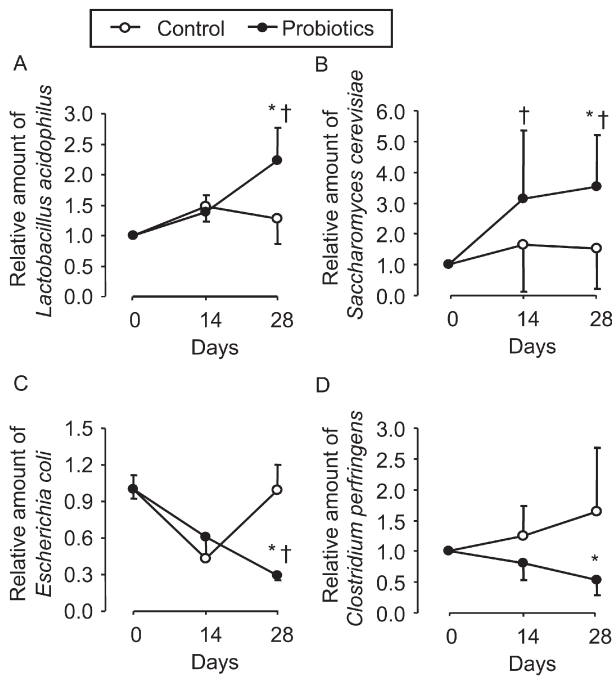 Control Probiotics
A
Relative amount of
Lactobacillus acidophilus
3.0
2.5
2.0
1.5
1.0
0.5
0.0
* †
0 14 28
Days
B
Relative amount of
Saccharomyces cerevisiae
6.0
5.0
4.0
3.0
2.0
1.0
0.0
†
* †
0 14 28
Days
C
Relative amount of
Escherichia coli
1.5
1.2
0.9
0.6
0.3
0.0
* †
0 14 28
Days
D
Relative amount of
Clostridium perfringens
3.0
2.5
2.0
1.5
1.0
0.5
0.0
*
0 14 28
Days